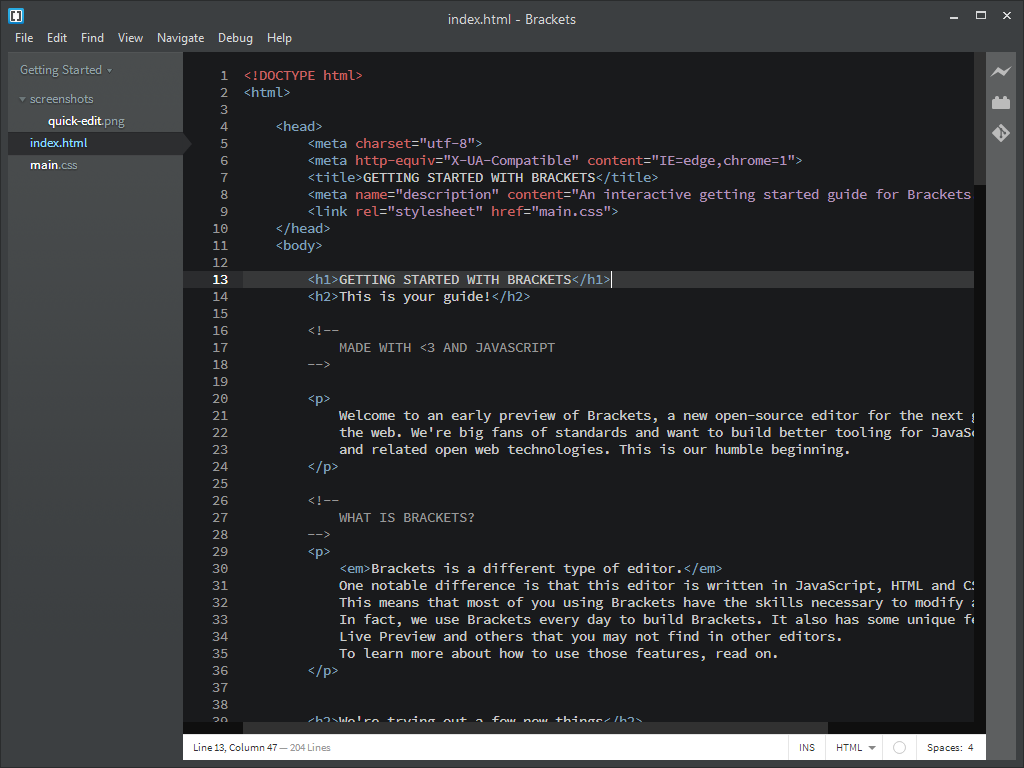 index.html - Brackets
File Edit Find View Navigate Debug Help
Getting Started
screenshots
quick-edit.png
index.html
main.css
1 <!DOCTYPE html>
2 <html>
3
4 <head>
5 <meta charset="utf-8">
6 <meta http-equiv="X-UA-Compatible" content="IE=edge,chrome=1">
7 <title>GETTING STARTED WITH BRACKETS</title>
8 <meta name="description" content="An interactive getting started guide for Brackets
9 <link rel="stylesheet" href="main.css">
10 </head>
11 <body>
12
13 <h1>GETTING STARTED WITH BRACKETS</h1>
14 <h2>This is your guide!</h2>
15
16 <!--
17 MADE WITH <3 AND JAVASCRIPT
18 -->
19
20 <p>
21 Welcome to an early preview of Brackets, a new open-source editor for the next
22 the web. We're big fans of standards and want to build better tooling for JavaSc
23 and related open web technologies. This is our humble beginning.
24 </p>
25
26 <!--
27 WHAT IS BRACKETS?
28 -->
29 <p>
30 <em>Brackets is a different type of editor.</em>
31 One notable difference is that this editor is written in JavaScript, HTML and CS
32 This means that most of you using Brackets have the skills necessary to modify
33 In fact, we use Brackets every day to build Brackets. It also has some unique fe
34 Live Preview and others that you may not find in other editors.
35 To learn more about how to use those features, read on.
36 </p>
37
38
39 <h2>We're trying out a few new things</h2>
Line 13, Column 47 — 204 Lines
INS HTML Spaces: 4